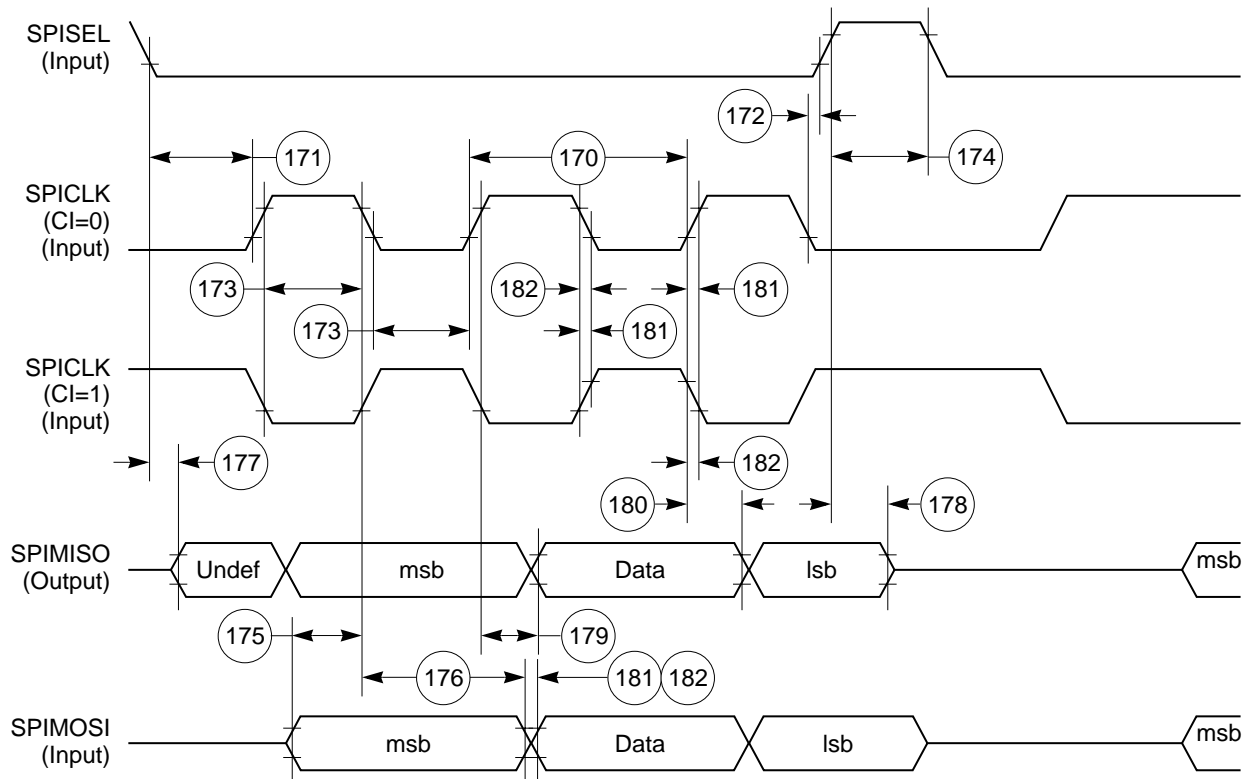 SPISEL
(Input)
172
171
170
174
SPICLK
(CI=0)
(Input)
173
182
181
173
181
SPICLK
(CI=1)
(Input)
177
182
180
178
SPIMISO
(Output)
Undef
msb
Data
lsb
msb
175
179
176
181
182
SPIMOSI
(Input)
msb
Data
lsb
msb